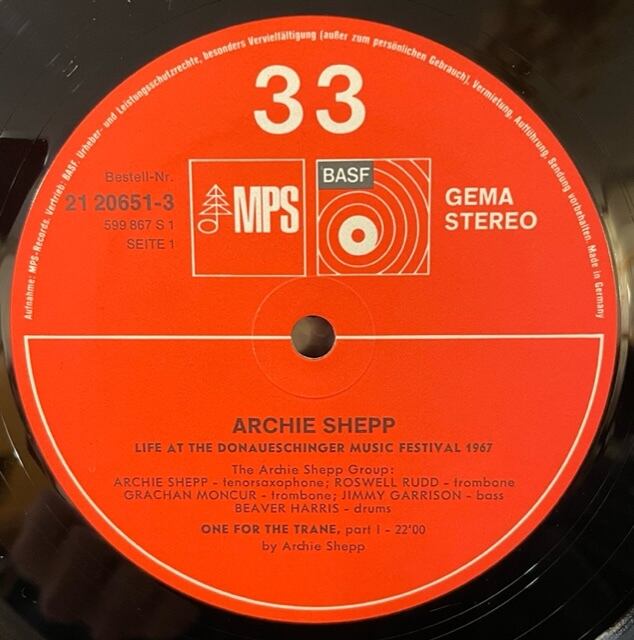 Aufnahme: MPS-Records. Vertrieb: BASF. Urheber- und Leistungsschutzrechte, besonders Vervielfältigung (außer zum persönlichen Gebrauch), Vermietung, Aufführung, Sendung vorbehalten. Made in Germany
33
Bestell-Nr.
21 20651-3
599 867 S 1
SEITE 1
MPS
BASF
GEMA
STEREO
ARCHIE SHEPP
LIFE AT THE DONAUESCHINGER MUSIC FESTIVAL 1967
The Archie Shepp Group:
ARCHIE SHEPP - tenorsaxophone; ROSWELL RUDD - trombone
GRACHAN MONCUR - trombone; JIMMY GARRISON - bass
BEAVER HARRIS - drums
ONE FOR THE TRANE, part I - 22'00
by Archie Shepp